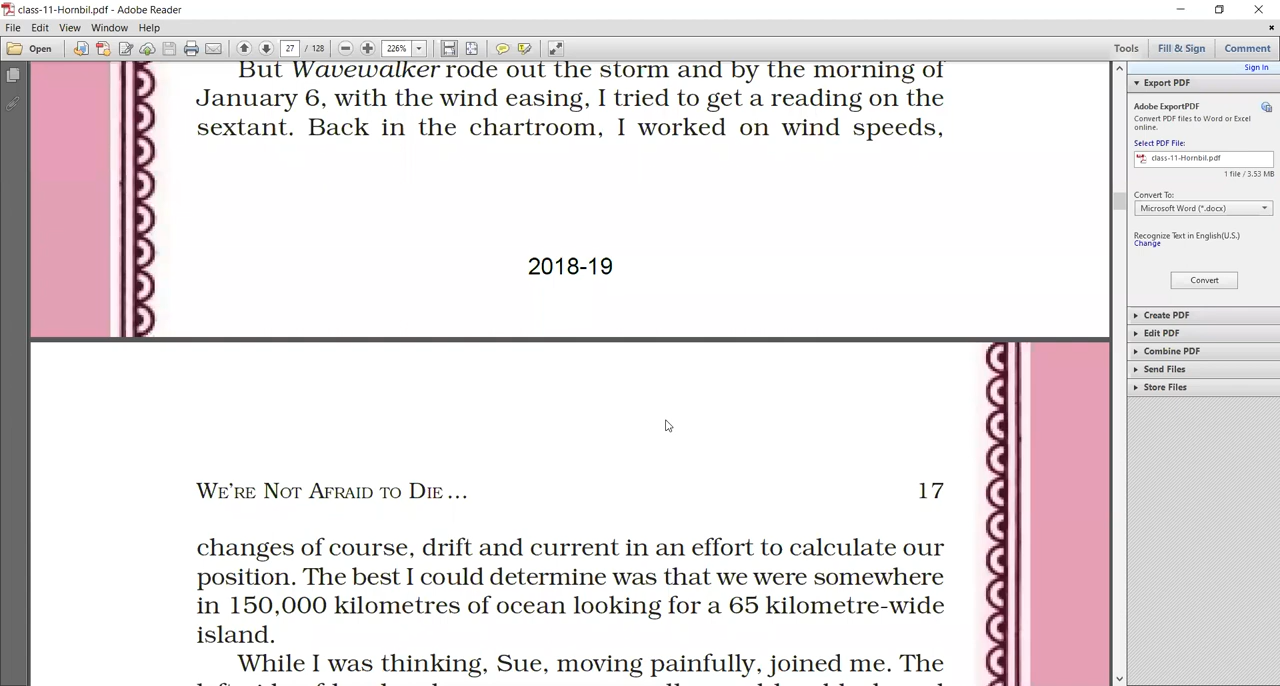 class-11-Hornbil.pdf - Adobe Reader
File Edit View Window Help
Open 27 / 128 226% Tools Fill & Sign Comment
Sign In
Export PDF
Adobe ExportPDF
Convert PDF files to Word or Excel
online.
Select PDF File:
class-11-Hornbil.pdf
1 file / 3.53 MB
Convert To:
Microsoft Word (*.docx)
Recognize Text in English(U.S.)
Change
Convert
Create PDF
Edit PDF
Combine PDF
Send Files
Store Files
But Wavewalker rode out the storm and by the morning of
January 6, with the wind easing, I tried to get a reading on the
sextant. Back in the chartroom, I worked on wind speeds,
2018-19
WE'RE NOT AFRAID TO DIE... 17
changes of course, drift and current in an effort to calculate our
position. The best I could determine was that we were somewhere
in 150,000 kilometres of ocean looking for a 65 kilometre-wide
island.
While I was thinking, Sue, moving painfully, joined me. The